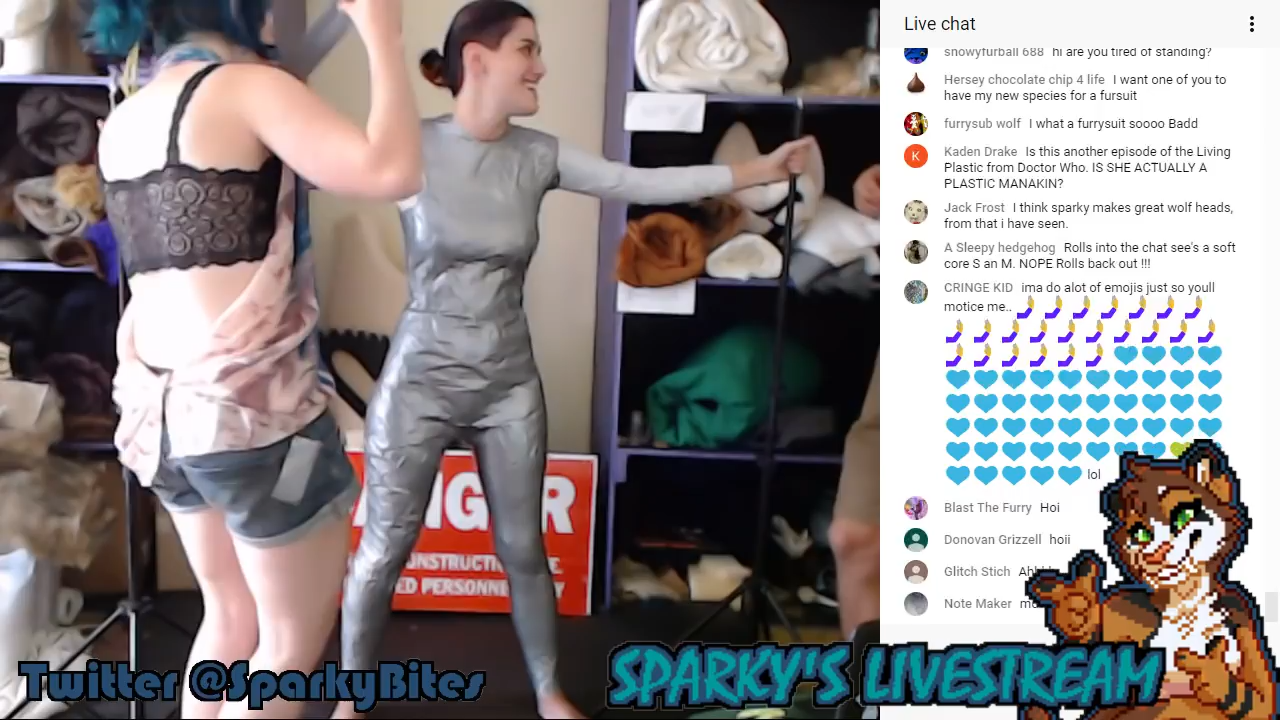 Live chat
snowyfurball 688 hi are you tired of standing?
Hersey chocolate chip 4 life I want one of you to
have my new species for a fursuit
furrysub wolf I what a furrysuit soooo Badd
K
Kaden Drake Is this another episode of the Living
Plastic from Doctor Who. IS SHE ACTUALLY A
PLASTIC MANAKIN?
Jack Frost I think sparky makes great wolf heads,
from that i have seen.
A Sleepy hedgehog Rolls into the chat see's a soft
core S an M. NOPE Rolls back out !!!
CRINGE KID ima do alot of emojis just so youll
motice me..
lol
Blast The Furry Hoi
Donovan Grizzell hoii
Glitch Stich
Note Maker
Twitter @SparkyBites
SPARKY'S LIVESTREAM